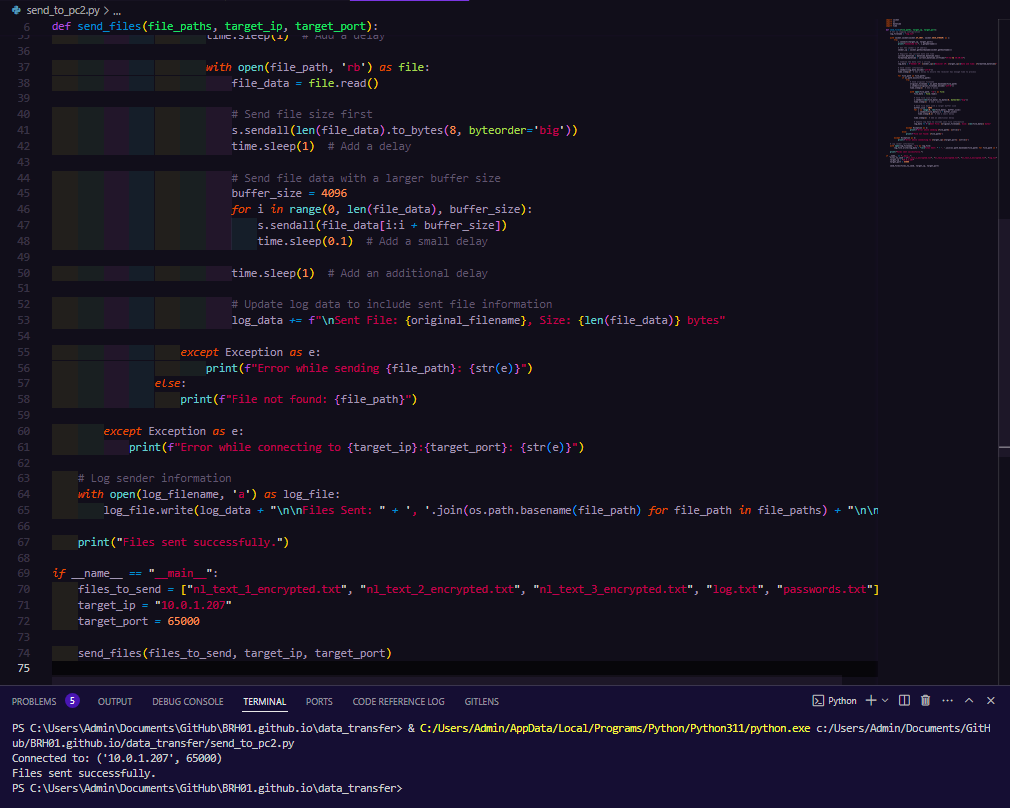 send_to_pc2.py > ...
6 def send_files(file_paths, target_ip, target_port):
35 time.sleep(1)  # Add a delay
36
37 with open(file_path, 'rb') as file:
38 file_data = file.read()
39
40 # Send file size first
41 s.sendall(len(file_data).to_bytes(8, byteorder='big'))
42 time.sleep(1)  # Add a delay
43
44 # Send file data with a larger buffer size
45 buffer_size = 4096
46 for i in range(0, len(file_data), buffer_size):
47 s.sendall(file_data[i:i + buffer_size])
48 time.sleep(0.1)  # Add a small delay
49
50 time.sleep(1)  # Add an additional delay
51
52 # Update log data to include sent file information
53 log_data += f"\nSent File: {original_filename}, Size: {len(file_data)} bytes"
54
55 except Exception as e:
56 print(f"Error while sending {file_path}: {str(e)}")
57 else:
58 print(f"File not found: {file_path}")
59
60 except Exception as e:
61 print(f"Error while connecting to {target_ip}:{target_port}: {str(e)}")
62
63 # Log sender information
64 with open(log_filename, 'a') as log_file:
65 log_file.write(log_data + "\n\nFiles Sent: " + ', '.join(os.path.basename(file_path) for file_path in file_paths) + "\n\n
66
67 print("Files sent successfully.")
68
69 if __name__ == "__main__":
70 files_to_send = ["nl_text_1_encrypted.txt", "nl_text_2_encrypted.txt", "nl_text_3_encrypted.txt", "log.txt", "passwords.txt"]
71 target_ip = "10.0.1.207"
72 target_port = 65000
73
74 send_files(files_to_send, target_ip, target_port)
75
PROBLEMS 5 OUTPUT DEBUG CONSOLE TERMINAL PORTS CODE REFERENCE LOG GITLENS Python
PS C:\Users\Admin\Documents\GitHub\BRH01.github.io\data_transfer> & C:/Users/Admin/AppData/Local/Programs/Python/Python311/python.exe c:/Users/Admin/Documents/GitH
ub/BRH01.github.io/data_transfer/send_to_pc2.py
Connected to: ('10.0.1.207', 65000)
Files sent successfully.
PS C:\Users\Admin\Documents\GitHub\BRH01.github.io\data_transfer>